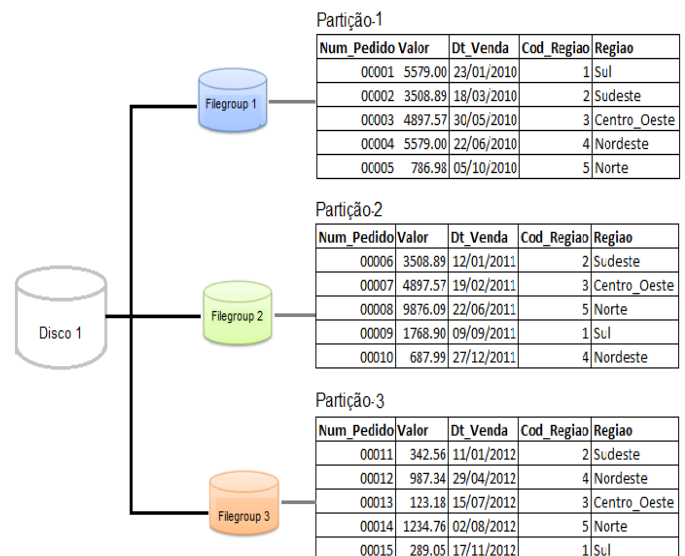 Partição-1
Num_Pedido Valor Dt_Venda Cod_Regiao Regiao
00001 5579.00 23/01/2010 1 Sul
00002 3508.89 18/03/2010 2 Sudeste
00003 4897.57 30/05/2010 3 Centro_Oeste
00004 5579.00 22/06/2010 4 Nordeste
00005 786.98 05/10/2010 5 Norte
Filegroup 1
Partição-2
Num_Pedido Valor Dt_Venda Cod_Regiao Regiao
00006 3508.89 12/01/2011 2 Sudeste
00007 4897.57 19/02/2011 3 Centro_Oeste
00008 9876.09 22/06/2011 5 Norte
00009 1768.90 09/09/2011 1 Sul
00010 687.99 27/12/2011 4 Nordeste
Filegroup 2
Disco 1
Partição-3
Num_Pedido Valor Dt_Venda Cod_Regiao Regiao
00011 342.56 11/01/2012 2 Sudeste
00012 987.34 29/04/2012 4 Nordeste
00013 123.18 15/07/2012 3 Centro_Oeste
00014 1234.76 02/08/2012 5 Norte
00015 289.05 17/11/2012 1 Sul
Filegroup 3